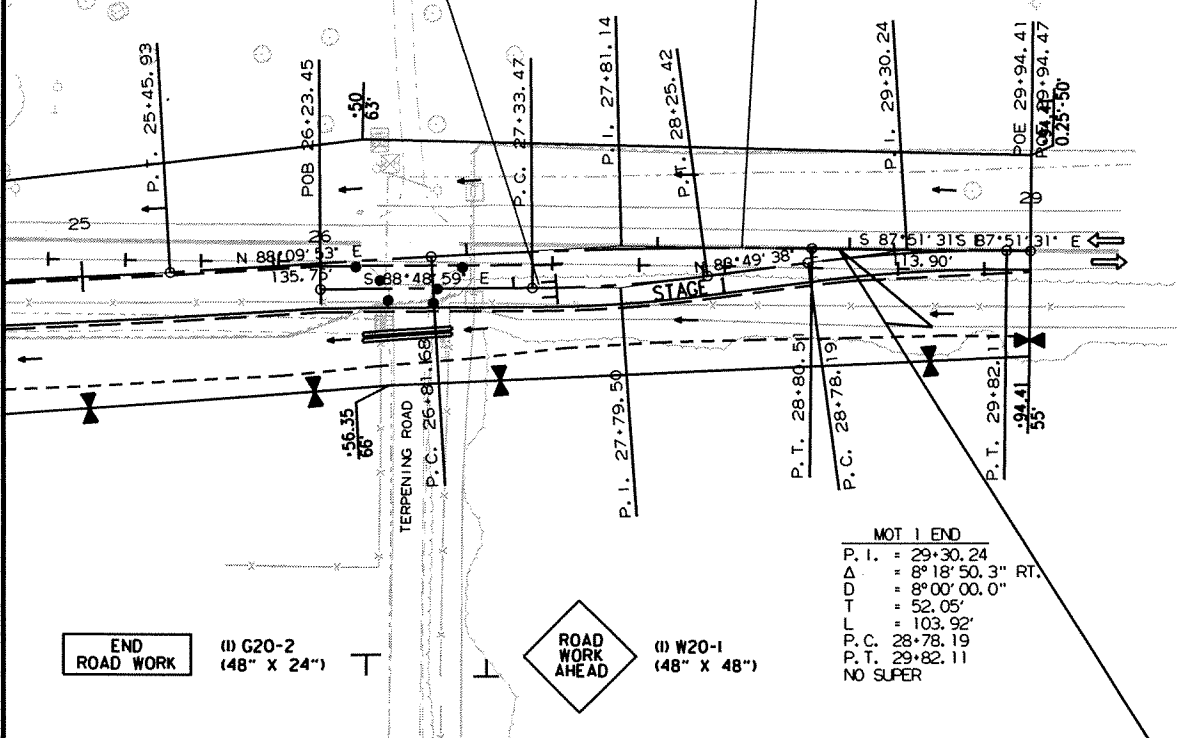 P.T. 25+45.93
POB 26+23.45
+50
63'
P.C. 27+33.47
P.I. 27+81.14
P.T. 28+25.42
P.I. 29+30.24
POE 29+94.41
POE 29+94.47
0.25'-50'
25
26
29
N 88°09'53" E
135.75'
S 88°48'59" E
N 83°49'38"
113.90'
S 87°51'31"
S 87°51'31" E
STAGE 1
+56.35
66'
TERPENING ROAD
P.C. 26+81.68
P.I. 27+79.50
P.T. 28+80.51
P.C. 28+78.19
P.T. 29+82.11
+94.41
55'
MOT 1 END
P.I. = 29+30.24
Δ = 8°18'50.3" RT.
D = 8°00'00.0"
T = 52.05'
L = 103.92'
P.C. 28+78.19
P.T. 29+82.11
NO SUPER
END
ROAD WORK
(1) G20-2
(48" X 24")
ROAD
WORK
AHEAD
(1) W20-1
(48" X 48")